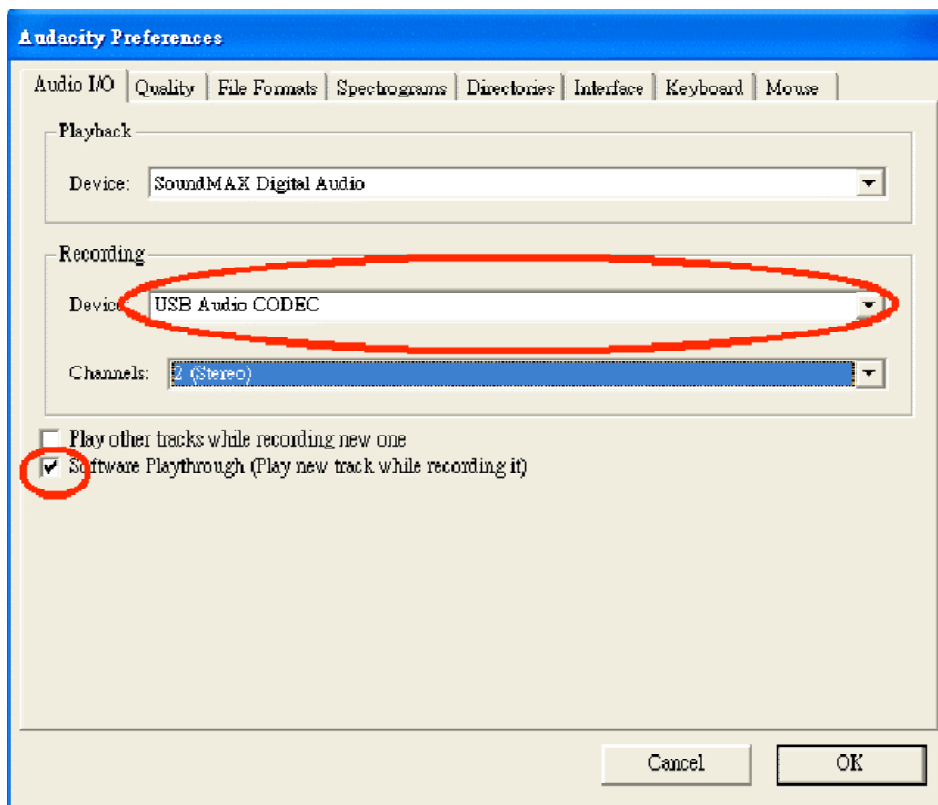 Audacity Preferences
Audio I/O Quality File Formats Spectrograms Directories Interface Keyboard Mouse
Playback
Device: SoundMAX Digital Audio
Recording
Device: USB Audio CODEC
Channels: 2 (Stereo)
Play other tracks while recording new one
Software Playthrough (Play new track while recording it)
Cancel OK